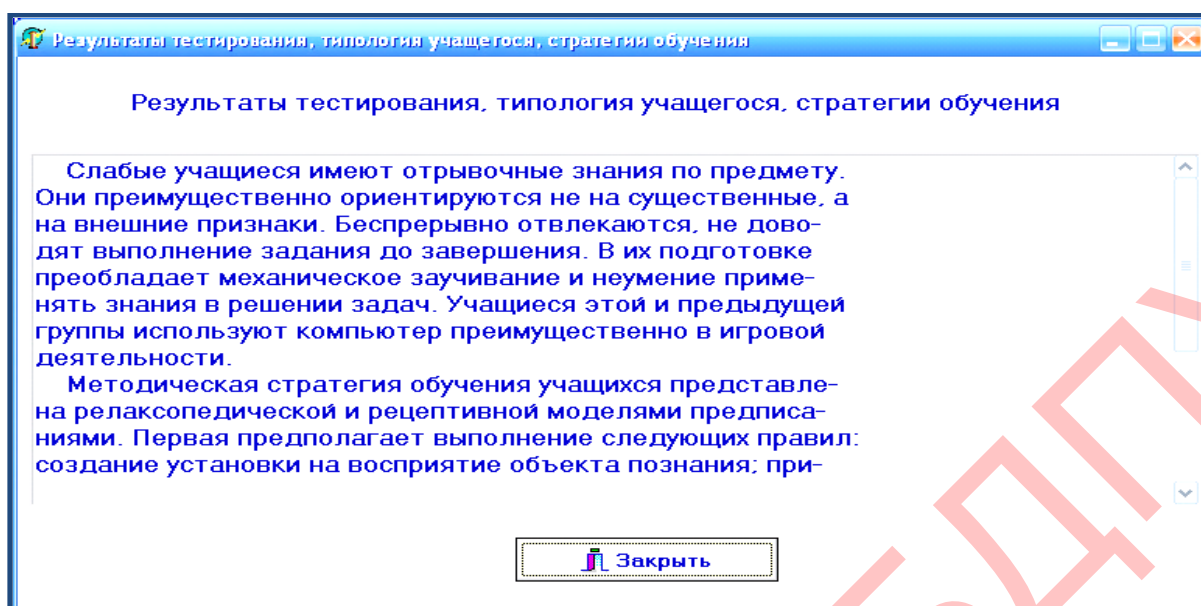 Результаты тестирования, типология учащегося, стратегии обучения
Результаты тестирования, типология учащегося, стратегии обучения
Слабые учащиеся имеют отрывочные знания по предмету.
Они преимущественно ориентируются не на существенные, а
на внешние признаки. Беспрерывно отвлекаются, не дово-
дят выполнение задания до завершения. В их подготовке
преобладает механическое заучивание и неумение приме-
нять знания в решении задач. Учащиеся этой и предыдущей
группы используют компьютер преимущественно в игровой
деятельности.
Методическая стратегия обучения учащихся представле-
на релаксопедической и рецептивной моделями предписа-
ниями. Первая предполагает выполнение следующих правил:
создание установки на восприятие объекта познания; при-
Закрыть